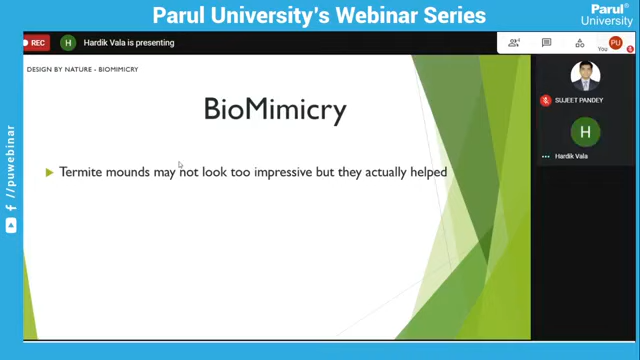 Parul University's Webinar Series
Parul®
University
REC
H
Hardik Vala is presenting
You
PU
DESIGN BY NATURE - BIOMIMICRY
BioMimicry
Termite mounds may not look too impressive but they actually helped
SUJEET PANDEY
H
Hardik Vala
/puwebinar